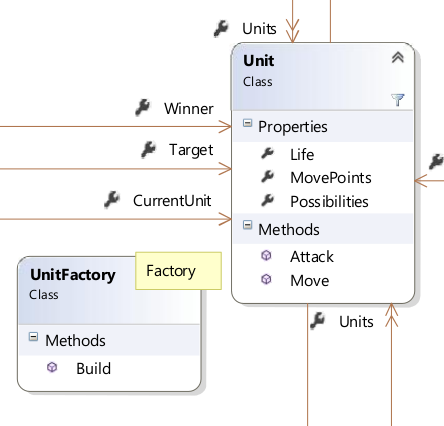 Units
Unit
Class
Winner
Properties
Target
Life
MovePoints
CurrentUnit
Possibilities
Methods
Attack
Move
UnitFactory
Factory
Class
Units
Methods
Build